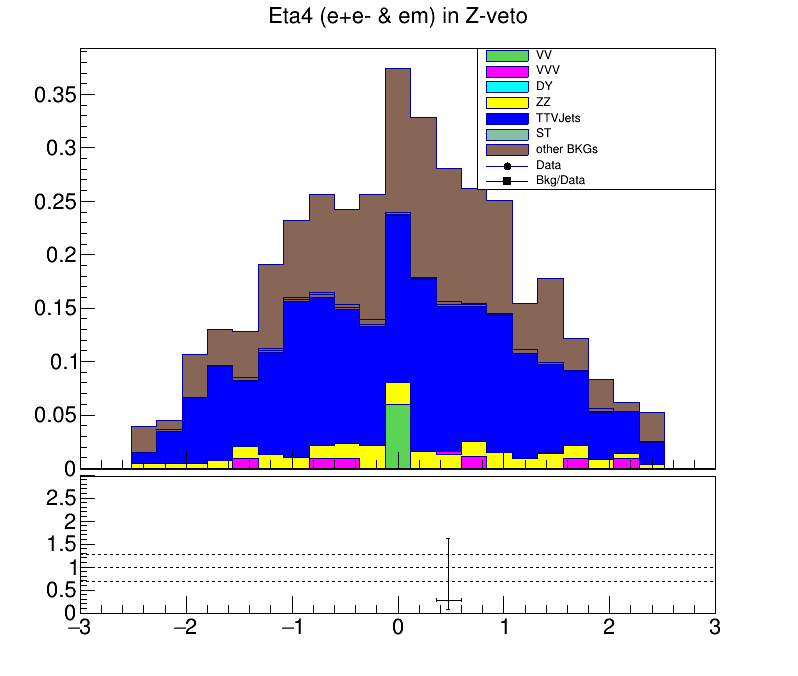 Eta4 (e+e- & em) in Z-veto
VV
VVV
DY
ZZ
TTVJets
ST
other BKGs
Data
Bkg/Data
0.35
0.3
0.25
0.2
0.15
0.1
0.05
0
2.5
2
1.5
1
0.5
0
−3 −2 −1 0 1 2 3